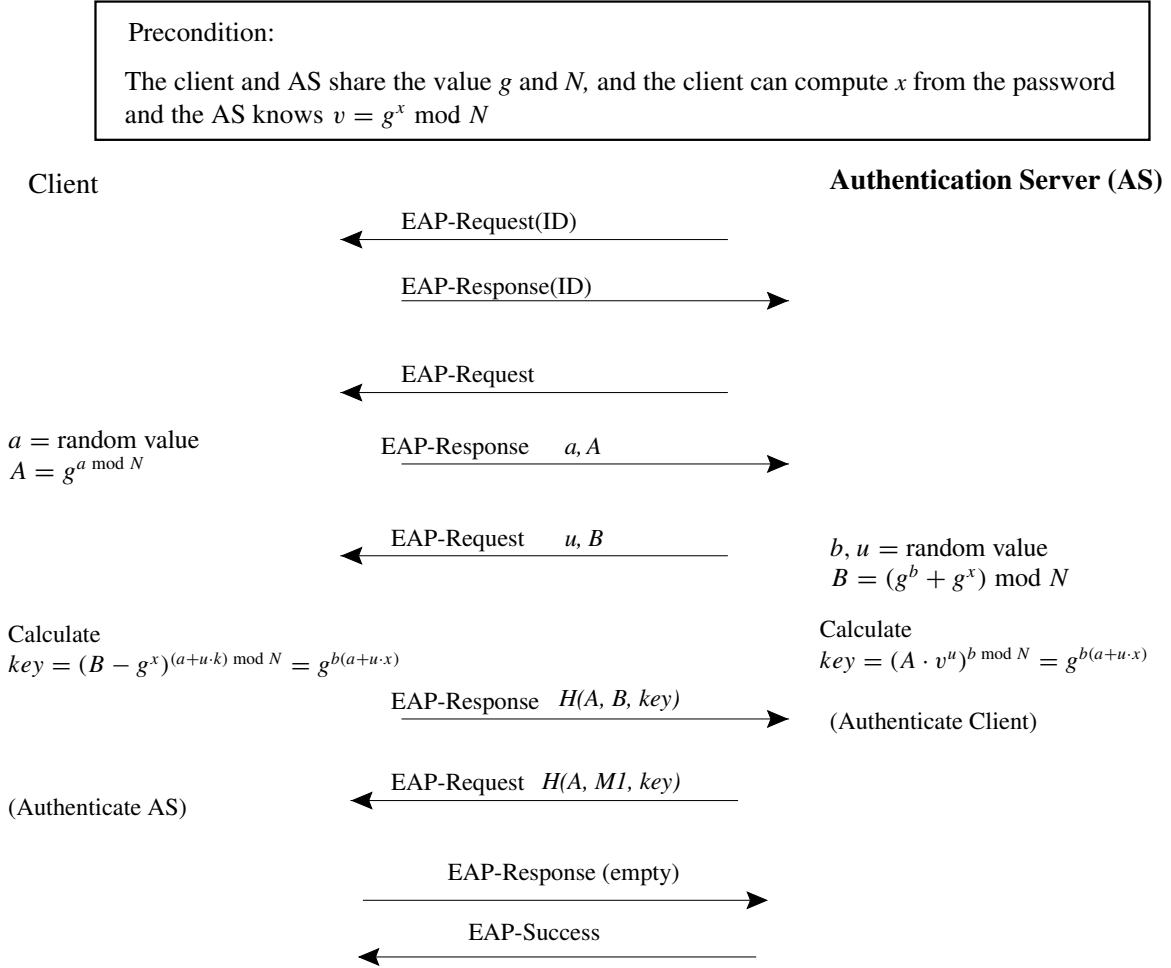 Precondition:
The client and AS share the value g and N, and the client can compute x from the password
and the AS knows v = g^x mod N
Client
Authentication Server (AS)
EAP-Request(ID)
EAP-Response(ID)
EAP-Request
a = random value
A = g^{a mod N}
EAP-Response a, A
EAP-Request u, B
b, u = random value
B = (g^b + g^x) mod N
Calculate
key = (B − g^x)^{(a+u·k) mod N} = g^{b(a+u·x)}
Calculate
key = (A · v^u)^{b mod N} = g^{b(a+u·x)}
EAP-Response H(A, B, key)
(Authenticate Client)
EAP-Request H(A, M1, key)
(Authenticate AS)
EAP-Response (empty)
EAP-Success